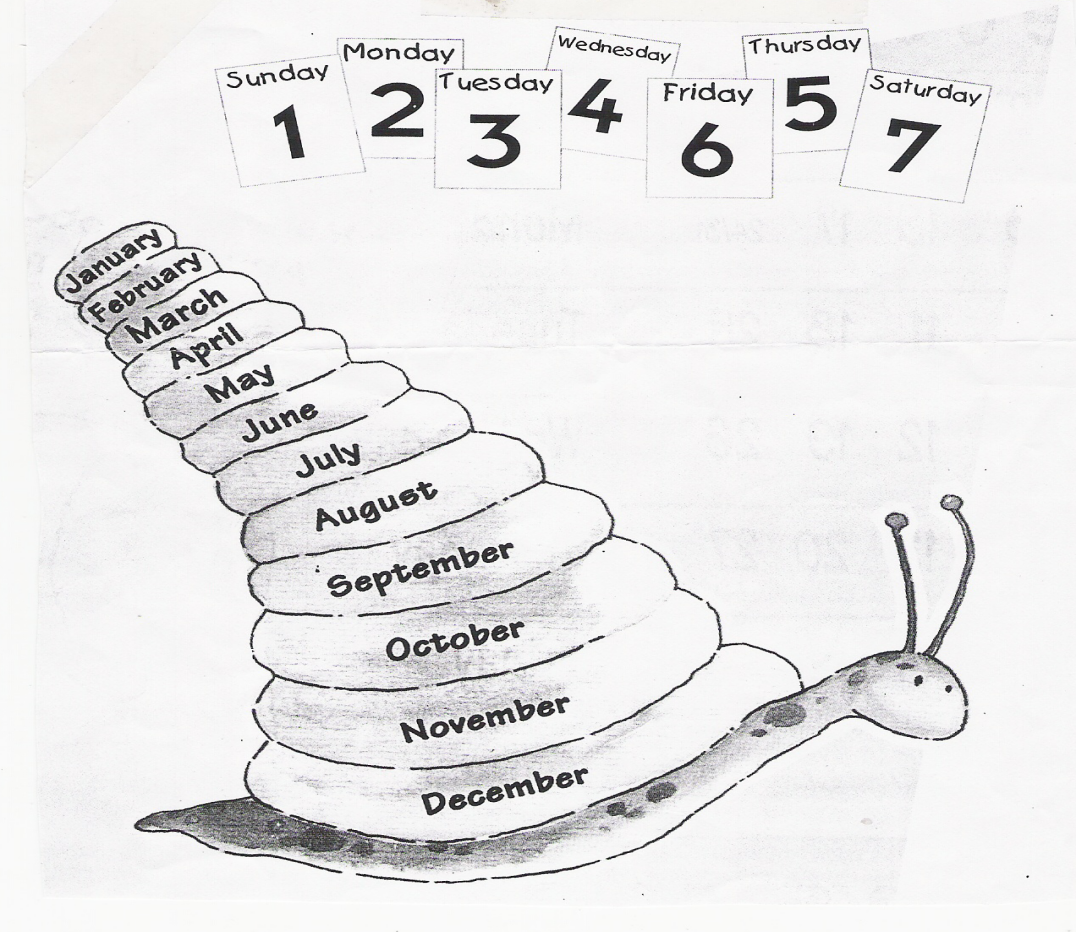 Sunday
1
Monday
2
Tuesday
3
Wednesday
4
Thursday
5
Friday
6
Saturday
7
January
February
March
April
May
June
July
August
September
October
November
December